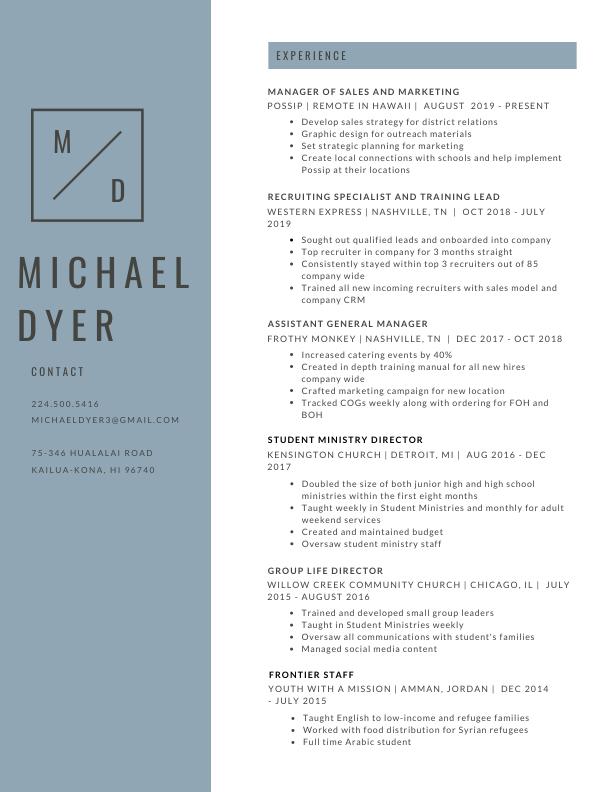 M
D
MICHAEL
DYER
CONTACT
224.500.5416
MICHAELDYER3@GMAIL.COM
75-346 HUALALAI ROAD
KAILUA-KONA, HI 96740
EXPERIENCE
MANAGER OF SALES AND MARKETING
POSSIP | REMOTE IN HAWAII | AUGUST 2019 - PRESENT
• Develop sales strategy for district relations
• Graphic design for outreach materials
• Set strategic planning for marketing
• Create local connections with schools and help implement
Possip at their locations
RECRUITING SPECIALIST AND TRAINING LEAD
WESTERN EXPRESS | NASHVILLE, TN | OCT 2018 - JULY
2019
• Sought out qualified leads and onboarded into company
• Top recruiter in company for 3 months straight
• Consistently stayed within top 3 recruiters out of 85
company wide
• Trained all new incoming recruiters with sales model and
company CRM
ASSISTANT GENERAL MANAGER
FROTHY MONKEY | NASHVILLE, TN | DEC 2017 - OCT 2018
• Increased catering events by 40%
• Created in depth training manual for all new hires
company wide
• Crafted marketing campaign for new location
• Tracked COGs weekly along with ordering for FOH and
BOH
STUDENT MINISTRY DIRECTOR
KENSINGTON CHURCH | DETROIT, MI | AUG 2016 - DEC
2017
• Doubled the size of both junior high and high school
ministries within the first eight months
• Taught weekly in Student Ministries and monthly for adult
weekend services
• Created and maintained budget
• Oversaw student ministry staff
GROUP LIFE DIRECTOR
WILLOW CREEK COMMUNITY CHURCH | CHICAGO, IL | JULY
2015 - AUGUST 2016
• Trained and developed small group leaders
• Taught in Student Ministries weekly
• Oversaw all communications with student's families
• Managed social media content
FRONTIER STAFF
YOUTH WITH A MISSION | AMMAN, JORDAN | DEC 2014
- JULY 2015
• Taught English to low-income and refugee families
• Worked with food distribution for Syrian refugees
• Full time Arabic student